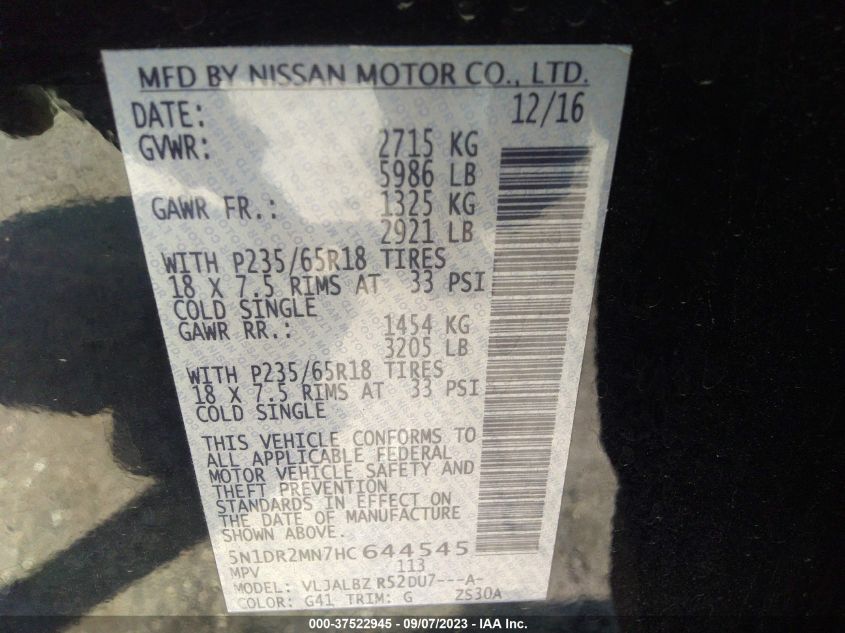 MFD BY NISSAN MOTOR CO., LTD.
DATE: 12/16
GVWR: 2715 KG
5986 LB
GAWR FR.: 1325 KG
2921 LB
WITH P235/65R18 TIRES
18 X 7.5 RIMS AT 33 PSI
COLD SINGLE
GAWR RR.: 1454 KG
3205 LB
WITH P235/65R18 TIRES
18 X 7.5 RIMS AT 33 PSI
COLD SINGLE
THIS VEHICLE CONFORMS TO
ALL APPLICABLE FEDERAL
MOTOR VEHICLE SAFETY AND
THEFT PREVENTION
STANDARDS IN EFFECT ON
THE DATE OF MANUFACTURE
SHOWN ABOVE.
5N1DR2MN7HC644545
MPV 113
MODEL: VLJALBZ R52DU7---A-
COLOR: G41 TRIM: G ZS30A
000-37522945 - 09/07/2023 - IAA Inc.